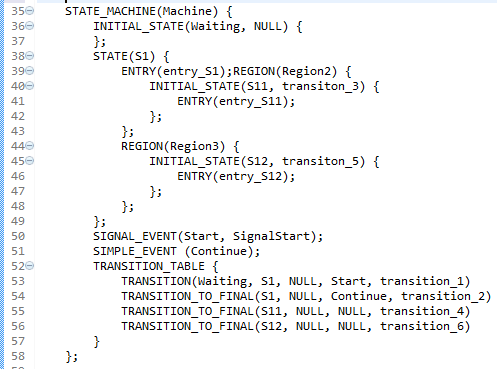 35 STATE_MACHINE(Machine) {
36 INITIAL_STATE(Waiting, NULL) {
37 };
38 STATE(S1) {
39 ENTRY(entry_S1);REGION(Region2) {
40 INITIAL_STATE(S11, transiton_3) {
41 ENTRY(entry_S11);
42 };
43 };
44 REGION(Region3) {
45 INITIAL_STATE(S12, transiton_5) {
46 ENTRY(entry_S12);
47 };
48 };
49 };
50 SIGNAL_EVENT(Start, SignalStart);
51 SIMPLE_EVENT (Continue);
52 TRANSITION_TABLE {
53 TRANSITION(Waiting, S1, NULL, Start, transition_1)
54 TRANSITION_TO_FINAL(S1, NULL, Continue, transition_2)
55 TRANSITION_TO_FINAL(S11, NULL, NULL, transition_4)
56 TRANSITION_TO_FINAL(S12, NULL, NULL, transition_6)
57 }
58 };